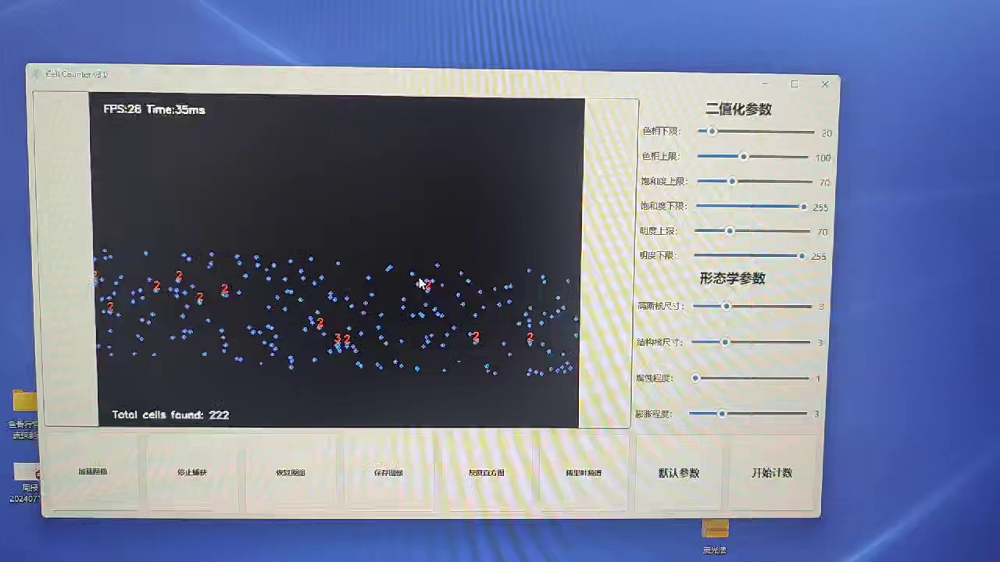 Cell Counter v3.0
FPS:28 Time:35ms
二值化参数
色相下限: 20
色相上限: 100
饱和度上限: 70
饱和度下限: 255
明度上限: 70
明度下限: 255
形态学参数
高斯核尺寸: 3
结构核尺寸: 3
腐蚀程度: 1
膨胀程度: 3
2
2
2
2
2
2
2
2
3 2
2
2
Total cells found: 222
加载图像
停止捕获
恢复原图
保存图像
灰度直方图
傅里叶频谱
默认参数
开始计数
周报
荧光法